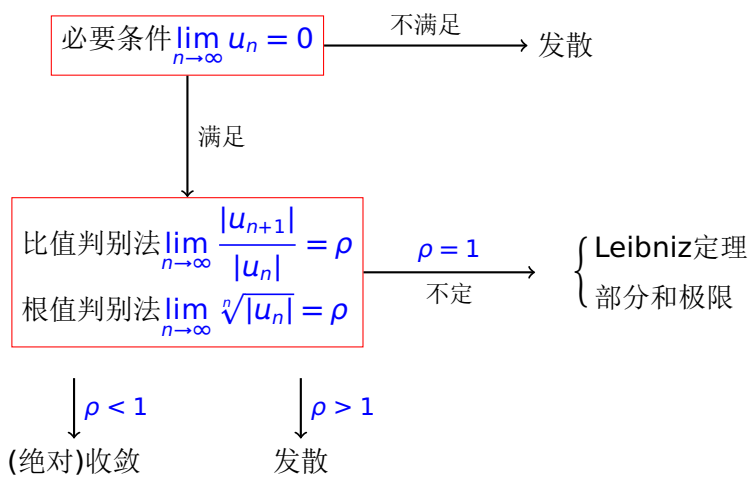 必要条件 lim_{n→∞} u_n = 0
不满足
发散
满足
比值判别法 lim_{n→∞} |u_{n+1}|/|u_n| = ρ
根值判别法 lim_{n→∞} ⁿ√|u_n| = ρ
ρ = 1
不定
Leibniz定理
部分和极限
ρ < 1
ρ > 1
(绝对)收敛
发散